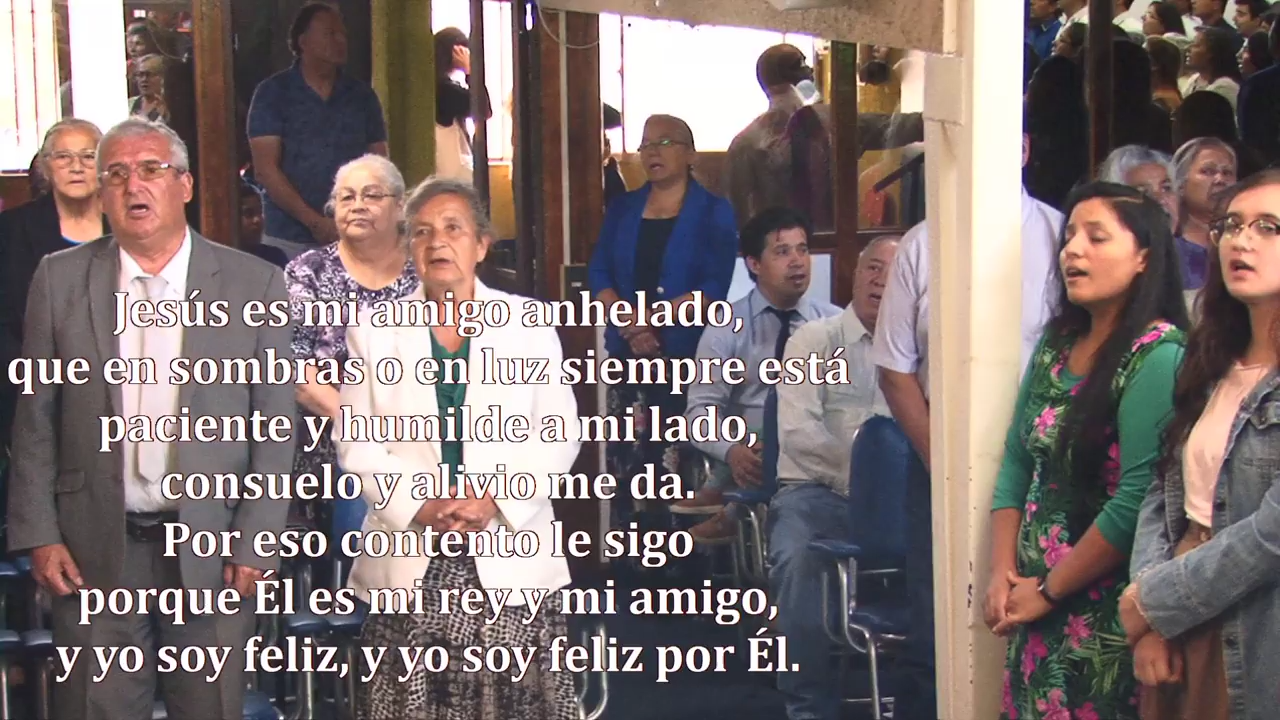 Jesús es mi amigo anhelado,
que en sombras o en luz siempre está
paciente y humilde a mi lado,
consuelo y alivio me da.
Por eso contento le sigo
porque Él es mi rey y mi amigo,
y yo soy feliz, y yo soy feliz por Él.